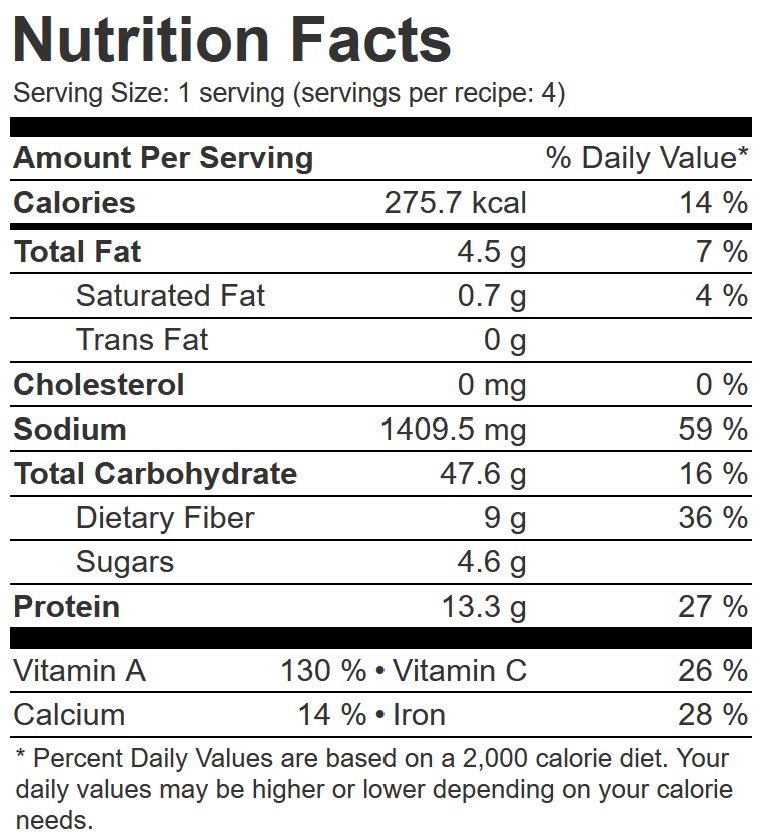 Nutrition Facts
Serving Size: 1 serving (servings per recipe: 4)
Amount Per Serving % Daily Value*
Calories 275.7 kcal 14 %
Total Fat 4.5 g 7 %
Saturated Fat 0.7 g 4 %
Trans Fat 0 g
Cholesterol 0 mg 0 %
Sodium 1409.5 mg 59 %
Total Carbohydrate 47.6 g 16 %
Dietary Fiber 9 g 36 %
Sugars 4.6 g
Protein 13.3 g 27 %
Vitamin A 130 % • Vitamin C 26 %
Calcium 14 % • Iron 28 %
* Percent Daily Values are based on a 2,000 calorie diet. Your
daily values may be higher or lower depending on your calorie
needs.